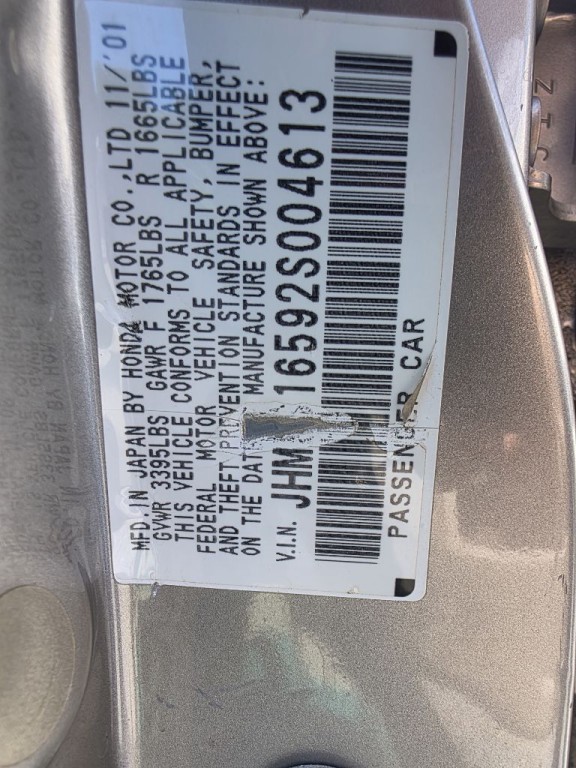 MFD. IN JAPAN BY HONDA MOTOR CO., LTD 11/'01
GVWR 3395LBS GAWR F 1765LBS R 1665LBS
THIS VEHICLE CONFORMS TO ALL APPLICABLE
FEDERAL MOTOR VEHICLE SAFETY, BUMPER,
AND THEFT PREVENTION STANDARDS IN EFFECT
ON THE DATE MANUFACTURE SHOWN ABOVE:
V.I.N. JHM 16592S004613
PASSENGER CAR